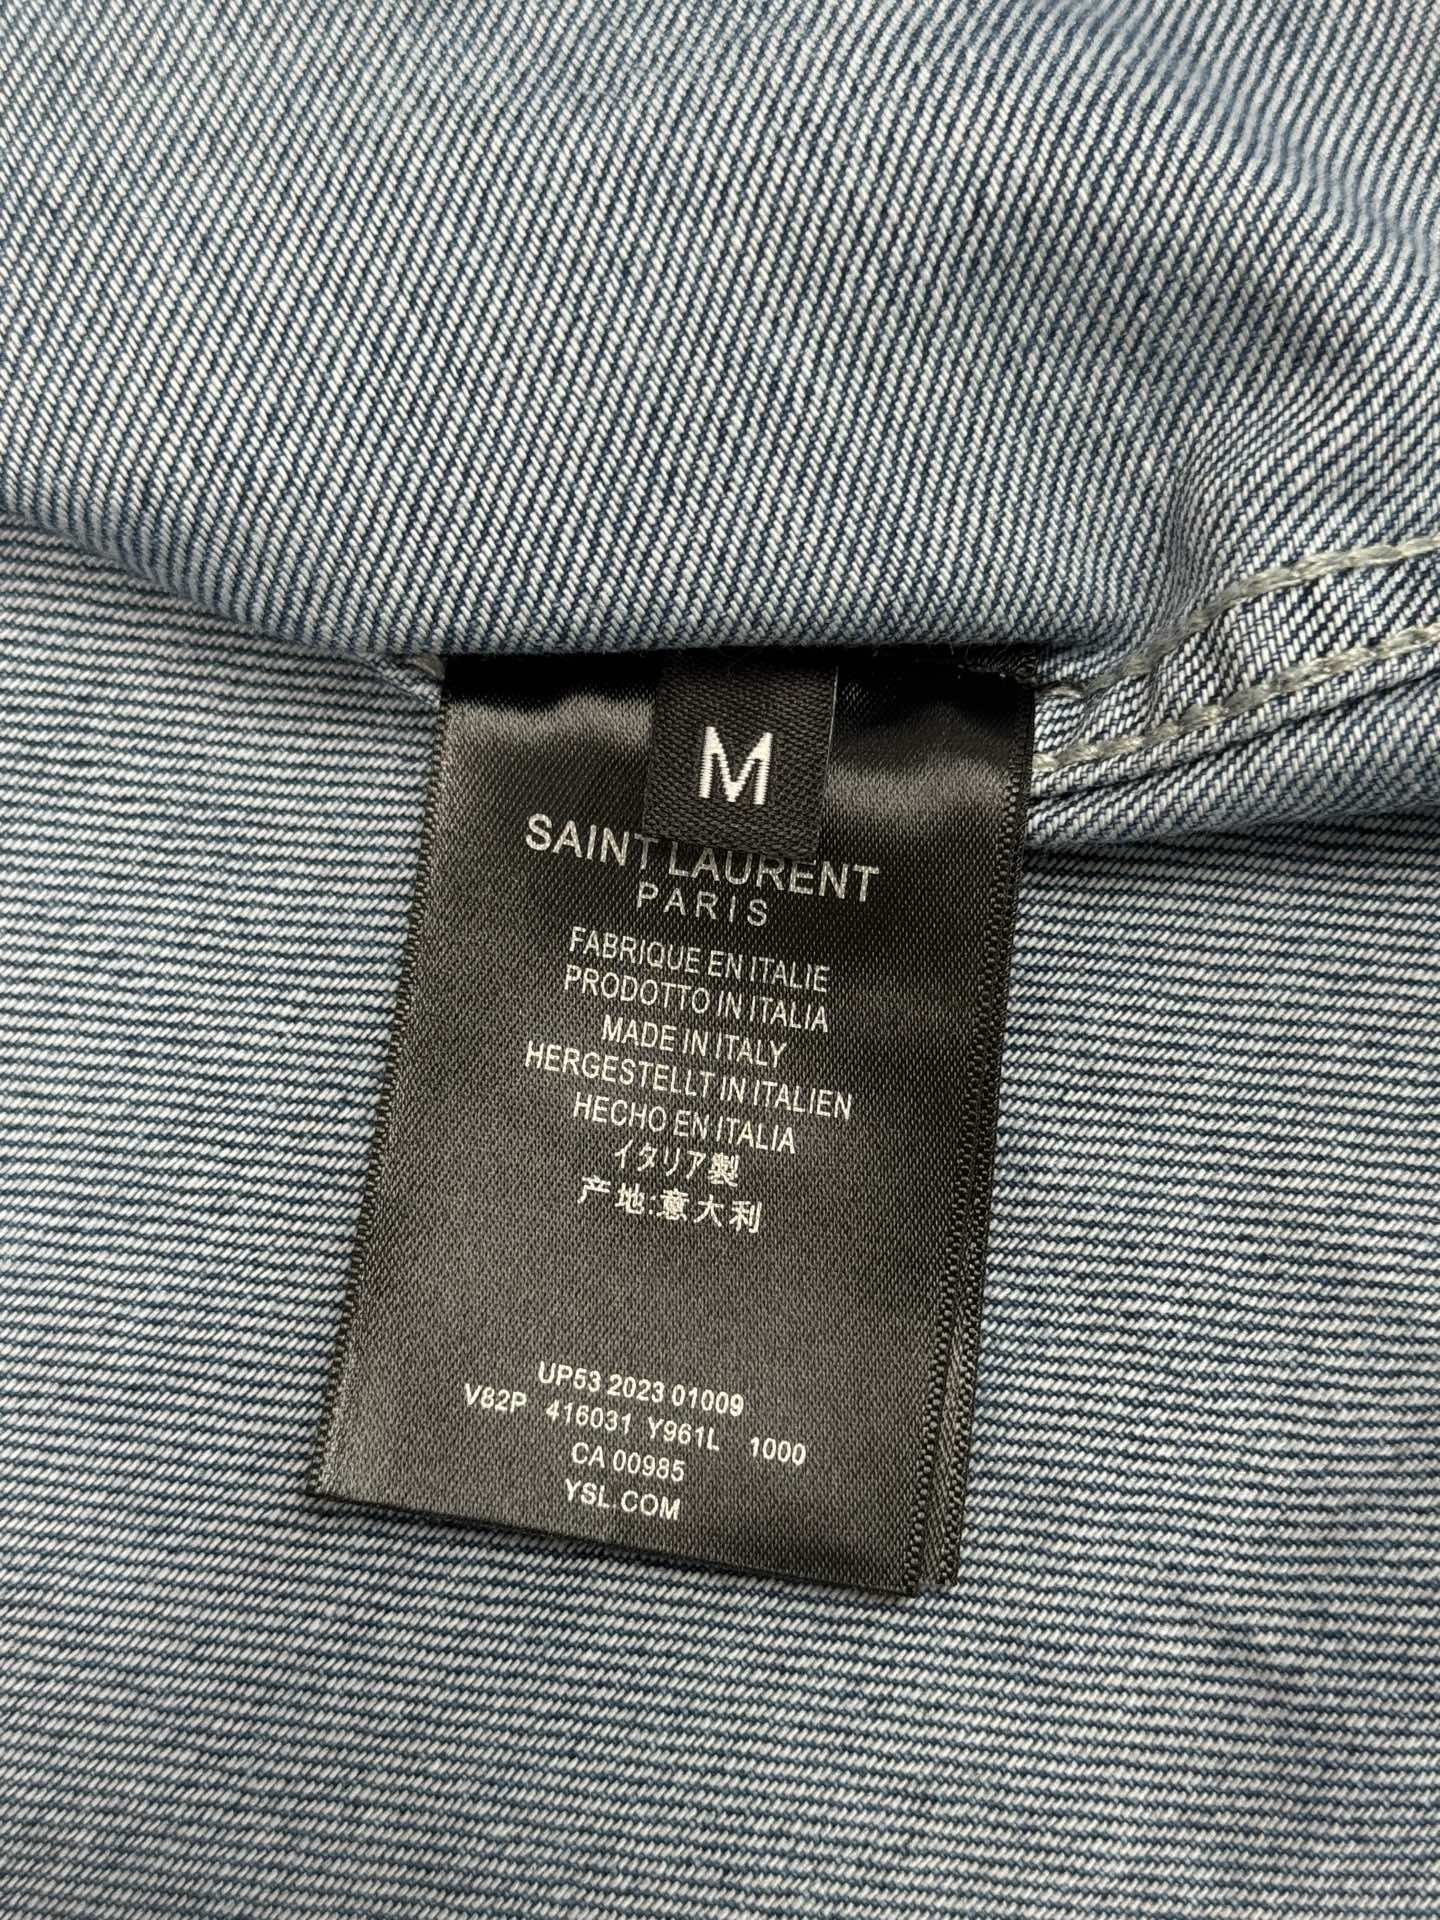 M
SAINT LAURENT
PARIS
FABRIQUE EN ITALIE
PRODOTTO IN ITALIA
MADE IN ITALY
HERGESTELLT IN ITALIEN
HECHO EN ITALIA
イタリア製
产地:意大利
UP53 2023 01009
V82P 416031 Y961L 1000
CA 00985
YSL.COM